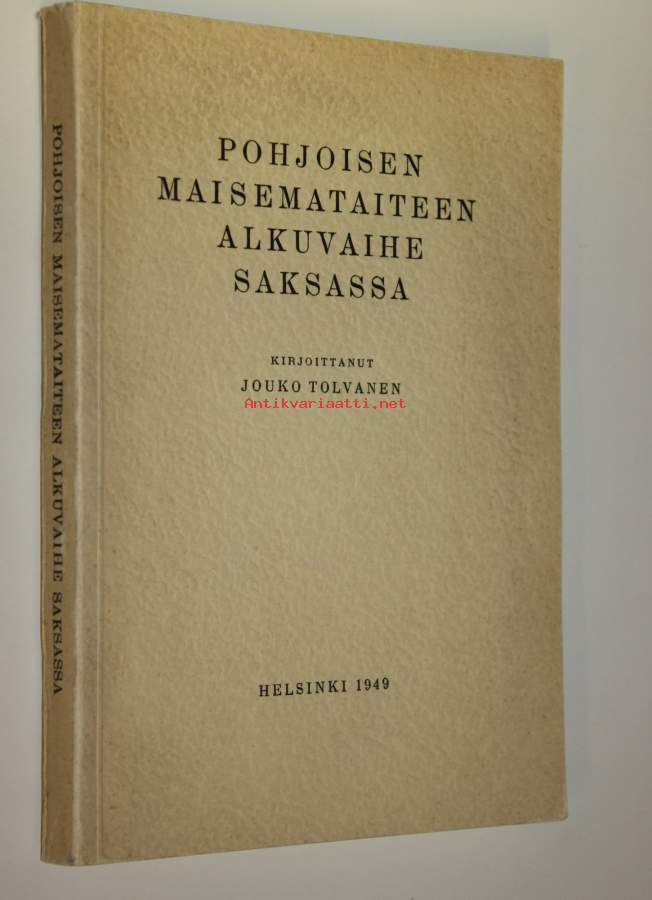 POHJOISEN MAISEMATAITEEN ALKUVAIHE SAKSASSA
POHJOISEN
MAISEMATAITEEN
ALKUVAIHE
SAKSASSA
KIRJOITTANUT
JOUKO TOLVANEN
Antikvariaatti.net
HELSINKI 1949